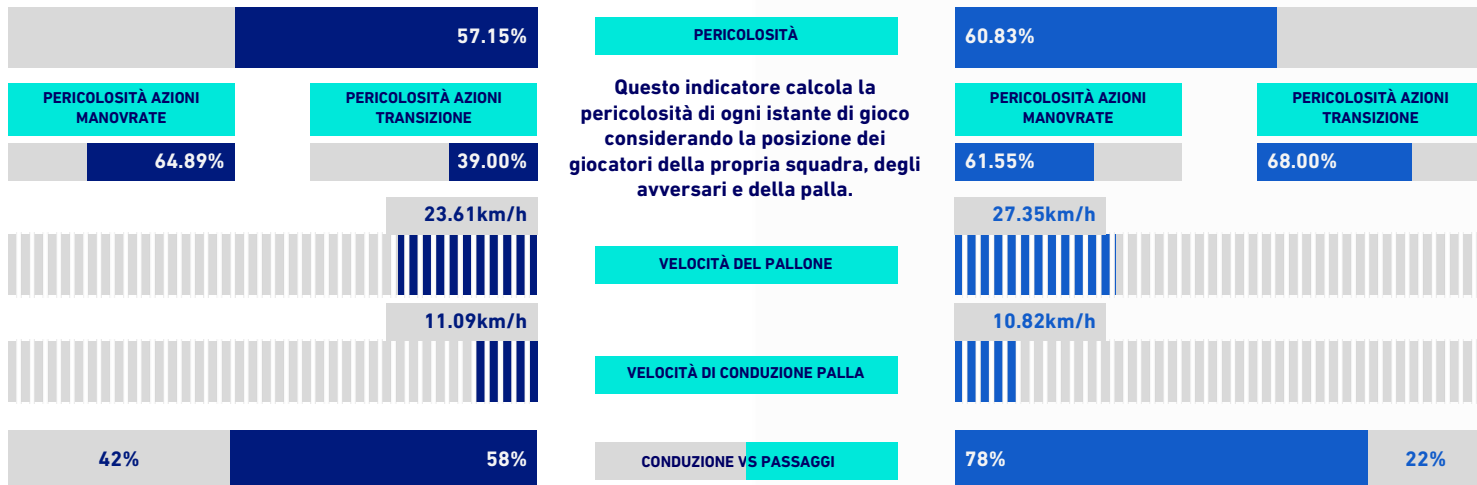 57.15%
PERICOLOSITÀ
60.83%
PERICOLOSITÀ AZIONI
MANOVRATE
64.89%
PERICOLOSITÀ AZIONI
TRANSIZIONE
39.00%
Questo indicatore calcola la
pericolosità di ogni istante di gioco
considerando la posizione dei
giocatori della propria squadra, degli
avversari e della palla.
PERICOLOSITÀ AZIONI
MANOVRATE
61.55%
PERICOLOSITÀ AZIONI
TRANSIZIONE
68.00%
23.61km/h
VELOCITÀ DEL PALLONE
27.35km/h
11.09km/h
VELOCITÀ DI CONDUZIONE PALLA
10.82km/h
42%
58%
CONDUZIONE VS PASSAGGI
78%
22%